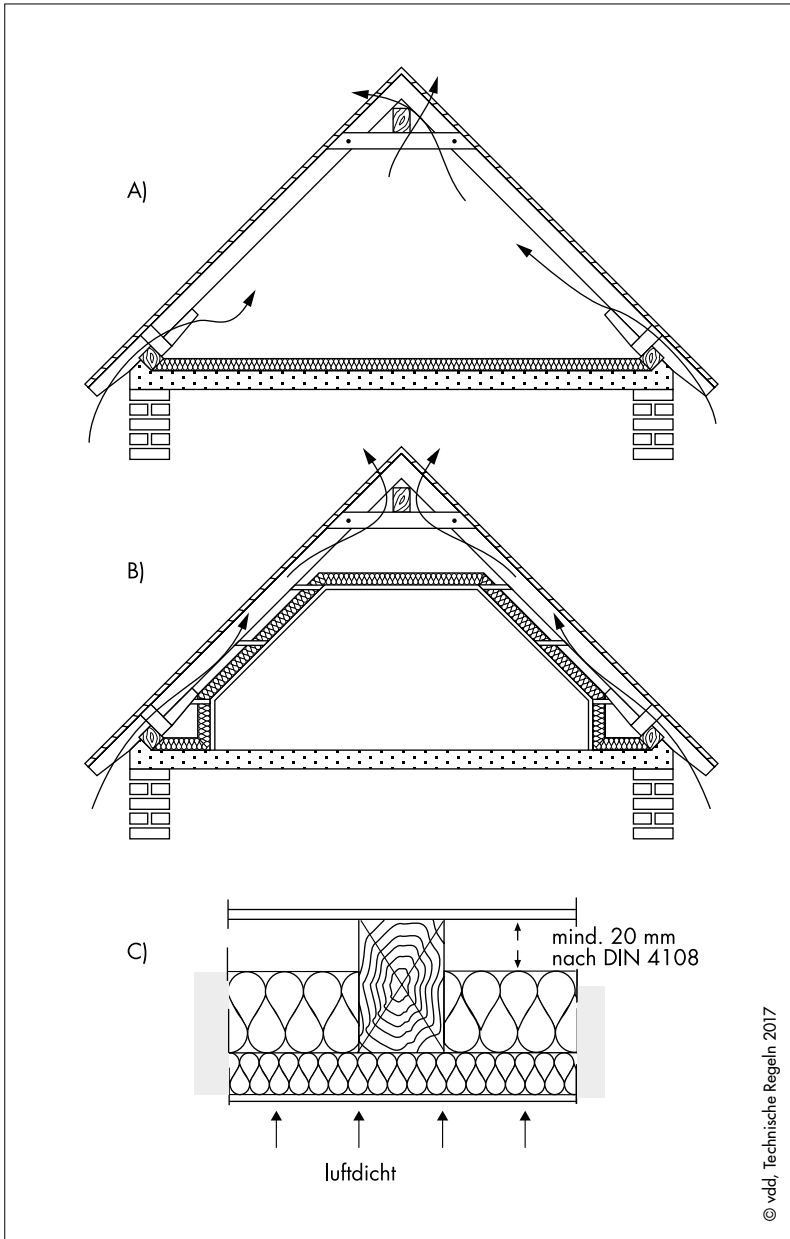 A)
B)
C)
mind. 20 mm
nach DIN 4108
luftdicht
© vdd, Technische Regeln 2017